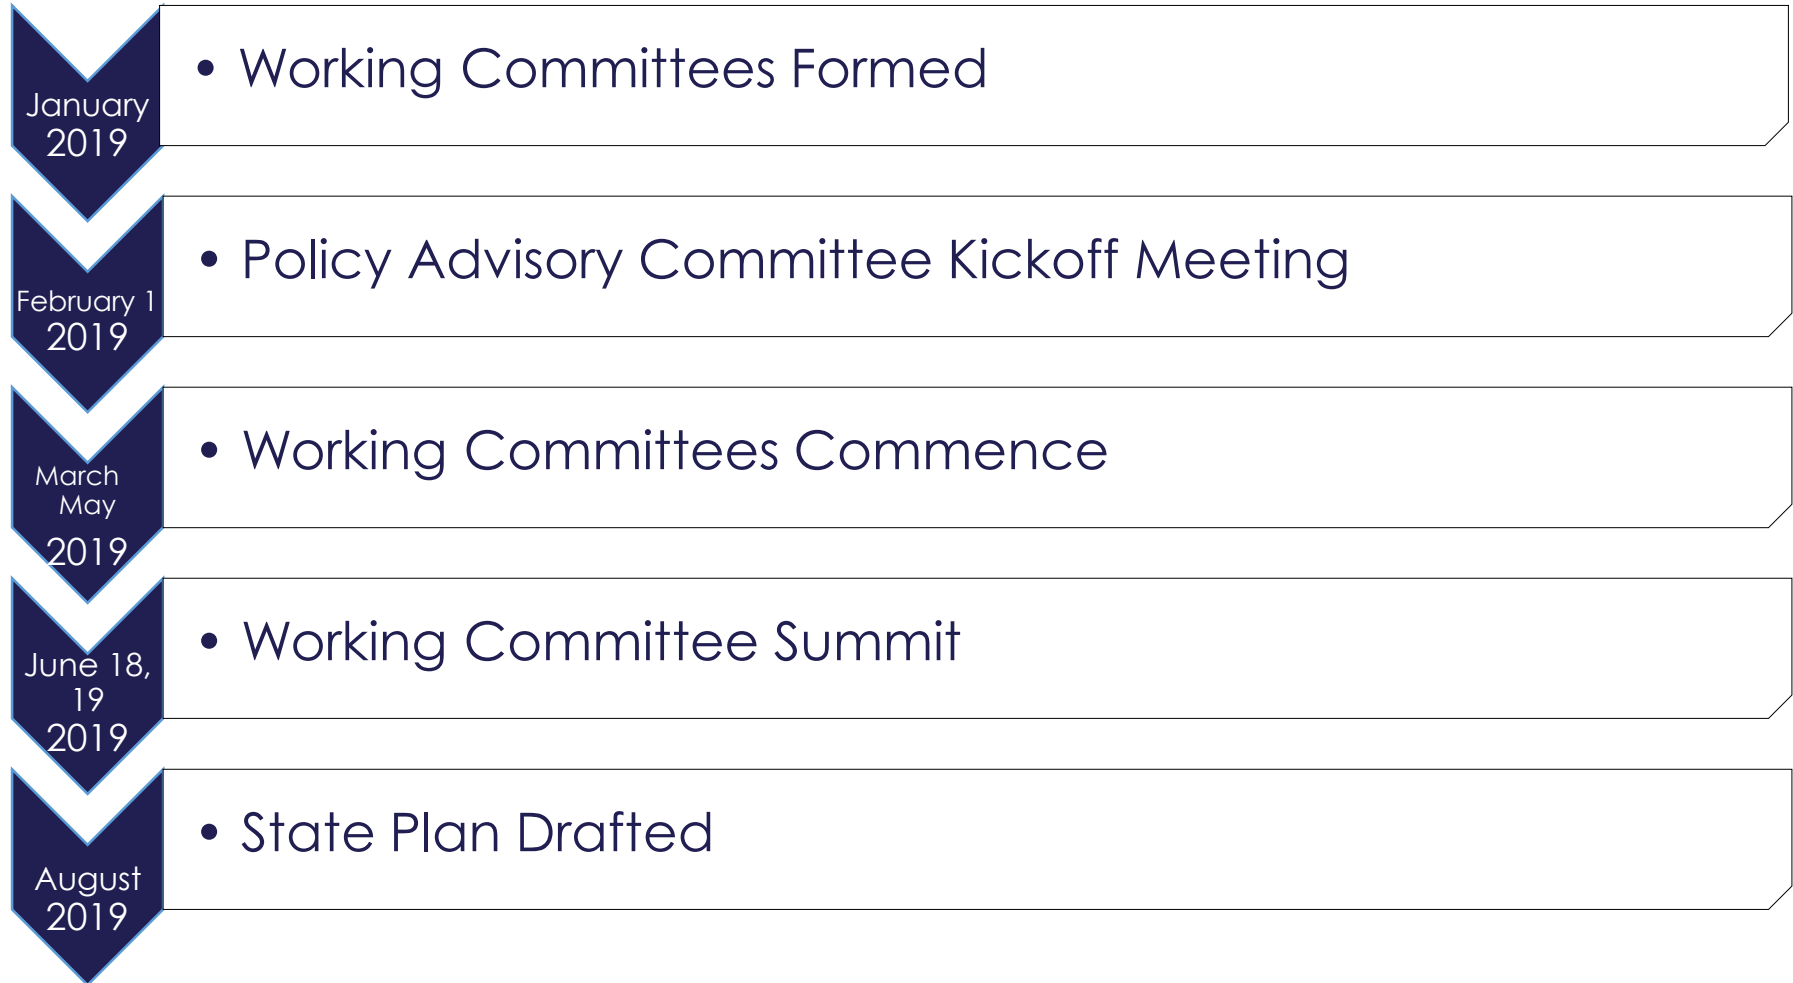 January
2019
• Working Committees Formed
February 1
2019
• Policy Advisory Committee Kickoff Meeting
March
May
2019
• Working Committees Commence
June 18,
19
2019
• Working Committee Summit
August
2019
• State Plan Drafted